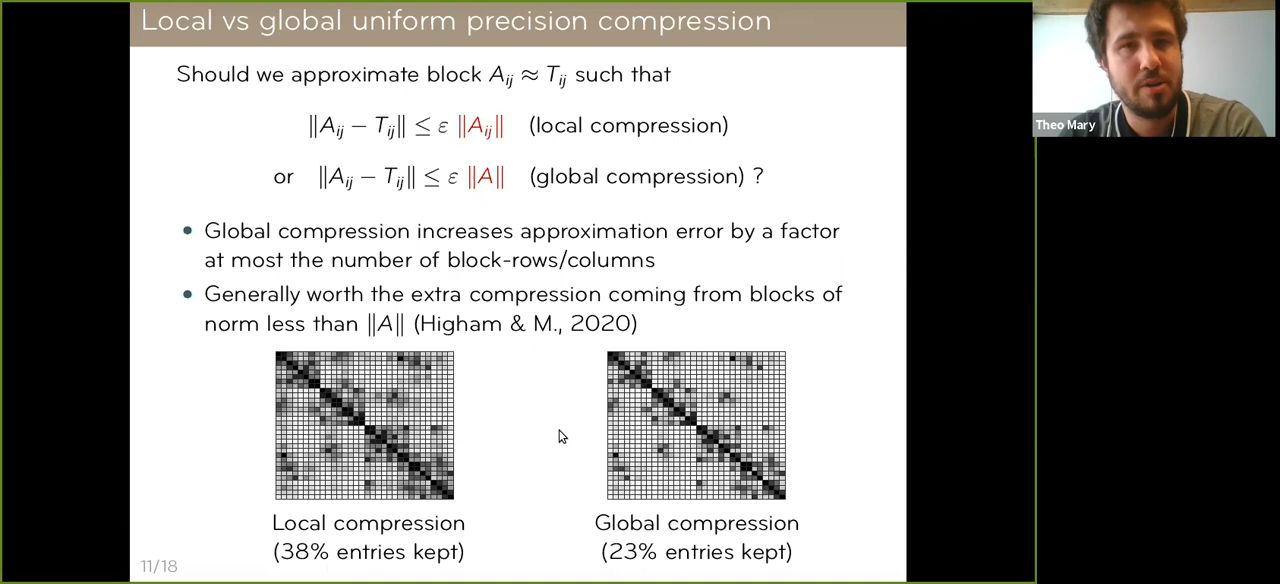 Local vs global uniform precision compression
Should we approximate block A_ij ≈ T_ij such that
‖A_ij − T_ij‖ ≤ ε ‖A_ij‖ (local compression)
or ‖A_ij − T_ij‖ ≤ ε ‖A‖ (global compression) ?
• Global compression increases approximation error by a factor
at most the number of block-rows/columns
• Generally worth the extra compression coming from blocks of
norm less than ‖A‖ (Higham & M., 2020)
Local compression
(38% entries kept)
Global compression
(23% entries kept)
11/18
Theo Mary